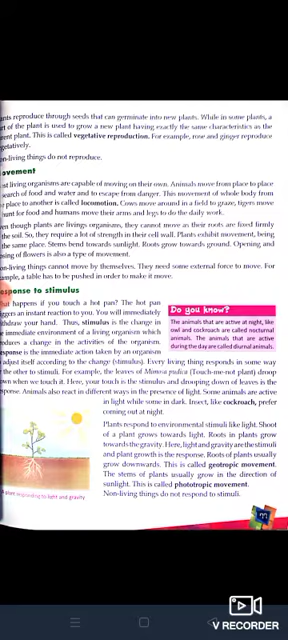 ants reproduce through seeds that can germinate into new plants. While in some plants, a
rt of the plant is used to grow a new plant having exactly the same characteristics as the
rent plant. This is called vegetative reproduction. For example, rose and ginger reproduce
getatively.
on-living things do not reproduce.
ovement
ost living organisms are capable of moving on their own. Animals move from place to place
search of food and water and to escape from danger. This movement of whole body from
e place to another is called locomotion. Cows move around in a field to graze, tigers move
hunt for food and humans move their arms and legs to do the daily work.
en though plants are livings organisms, they cannot move as their roots are fixed firmly
the soil. So, they require a lot of strength in their cell wall. Plants exhibit movement, being
the same place. Stems bend towards sunlight. Roots grow towards ground. Opening and
osing of flowers is also a type of movement.
on-living things cannot move by themselves. They need some external force to move. For
ample, a table has to be pushed in order to make it move.
esponse to stimulus
hat happens if you touch a hot pan? The hot pan
iggers an instant reaction to you. You will immediately
ithdraw your hand. Thus, stimulus is the change in
e immediate environment of a living organism which
oduces a change in the activities of the organism.
esponse is the immediate action taken by an organism
adjust itself according to the change (stimulus). Every living thing responds in some way
the other to stimuli. For example, the leaves of Mimosa pudica (Touch-me-not plant) droop
own when we touch it. Here, your touch is the stimulus and drooping down of leaves is the
sponse. Animals also react in different ways in the presence of light. Some animals are active
in light while some in dark. Insect, like cockroach, prefer
coming out at night.
Do you know?
The animals that are active at night, like
owl and cockroach are called nocturnal
animals. The animals that are active
during the day are called diurnal animals.
Plants respond to environmental stimuli like light. Shoot
of a plant grows towards light. Roots in plants grow
towards the gravity. Here, light and gravity are the stimuli
and plant growth is the response. Roots of plants usually
grow downwards. This is called geotropic movement.
The stems of plants usually grow in the direction of
sunlight. This is called phototropic movement.
Non-living things do not respond to stimuli.
A plant responding to light and gravity
V RECORDER